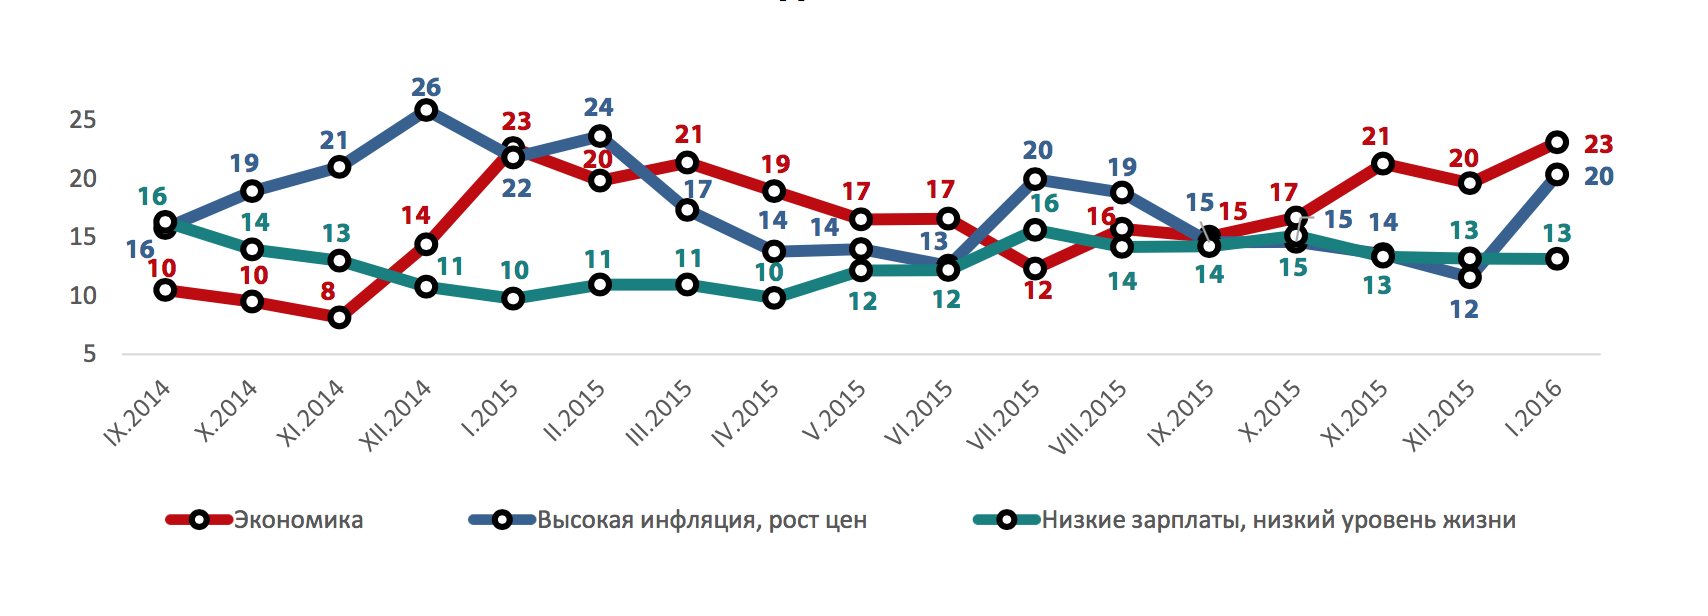 26
25
23
24
21
21
20
21
20
23
19
20
19
19
17
17
17
20
20
16
22
17
16
16
15
15
15
15
14
14
14
14
13
14
13
13
13
16
10
10
8
11
10
11
11
10
12
12
12
14
14
15
13
12
10
5
IX.2014
X.2014
XI.2014
XII.2014
I.2015
II.2015
III.2015
IV.2015
V.2015
VI.2015
VII.2015
VIII.2015
IX.2015
X.2015
XI.2015
XII.2015
I.2016
Экономика
Высокая инфляция, рост цен
Низкие зарплаты, низкий уровень жизни